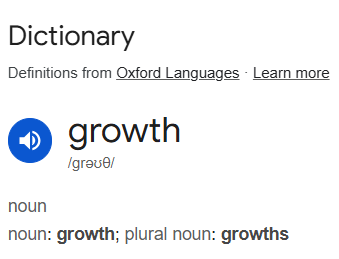 Dictionary
Definitions from Oxford Languages · Learn more
growth
/ɡrəʊθ/
noun
noun: growth; plural noun: growths